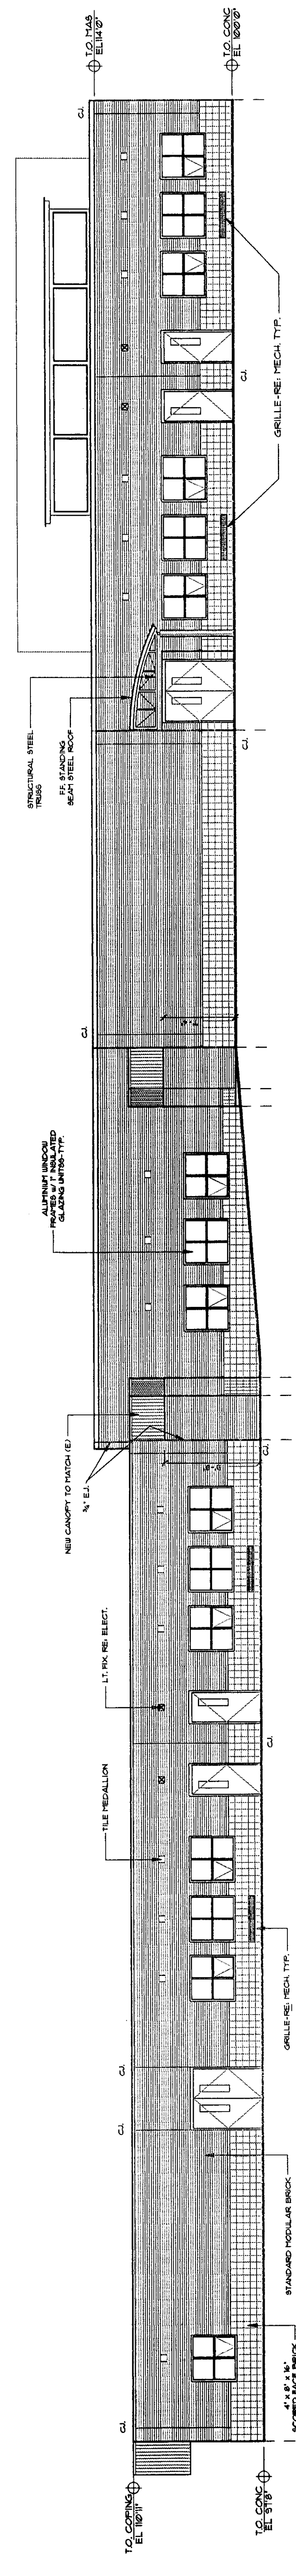 T.O. MAS
EL 114'0"
T.O. CONC
EL 100'0"
C.J.
C.J.
GRILLE-RE: MECH. TYP.
STRUCTURAL STEEL
TRUSS
P.F. STANDING
SEAM STEEL ROOF
C.J.
C.J.
ALUMINUM WINDOW
FRAMES W/ 1" INSULATED
GLAZING UNITSS-TYP.
NEW CANOPY TO MATCH (E)
3/4" E.J.
C.J.
LT. FIX. RE: ELECT.
C.J.
TILE MEDALLION
GRILLE-RE: MECH. TYP.
C.J.
C.J.
STANDARD MODULAR BRICK
4" X 8" X 16"
SCORED FACE BRICK
C.J.
T.O. COPING
EL 110'11"
T.O. CONC
EL 97'8"